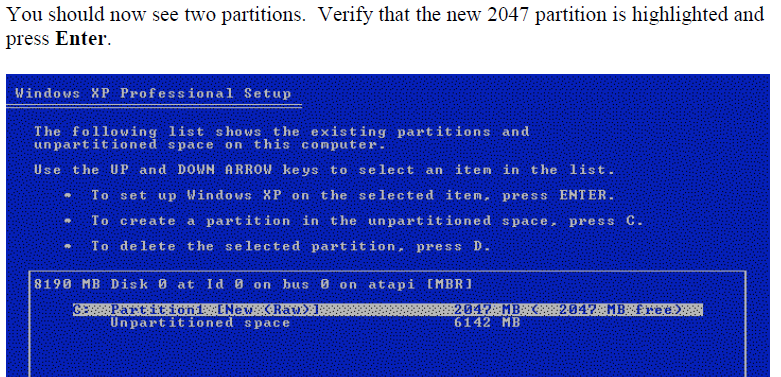 You should now see two partitions.  Verify that the new 2047 partition is highlighted and
press Enter.
Windows XP Professional Setup
The following list shows the existing partitions and
unpartitioned space on this computer.
Use the UP and DOWN ARROW keys to select an item in the list.
• To set up Windows XP on the selected item, press ENTER.
• To create a partition in the unpartitioned space, press C.
• To delete the selected partition, press D.
8190 MB Disk 0 at Id 0 on bus 0 on atapi [MBR]
C: Partition1 [New <Raw>] 2047 MB < 2047 MB free>
Unpartitioned space 6142 MB